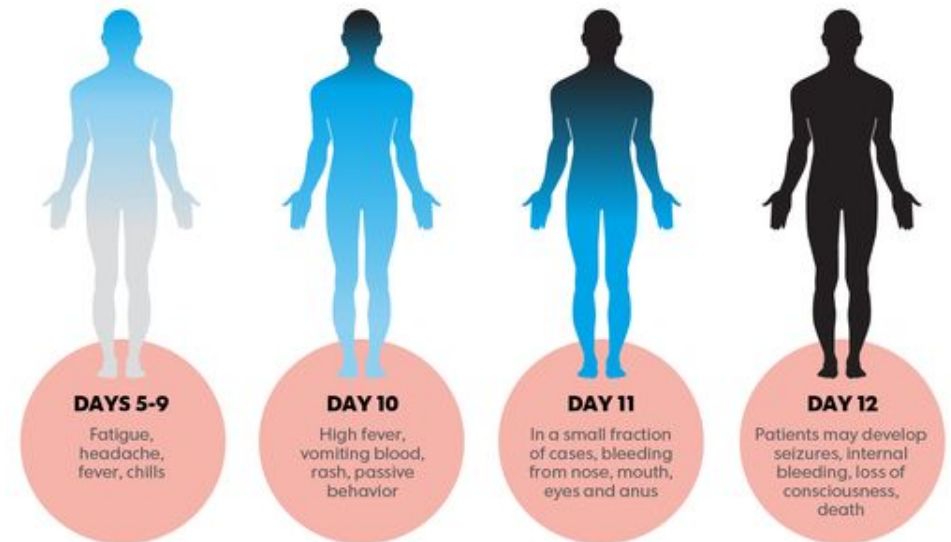 DAYS 5-9
Fatigue,
headache,
fever, chills
DAY 10
High fever,
vomiting blood,
rash, passive
behavior
DAY 11
In a small fraction
of cases, bleeding
from nose, mouth,
eyes and anus
DAY 12
Patients may develop
seizures, internal
bleeding, loss of
consciousness,
death